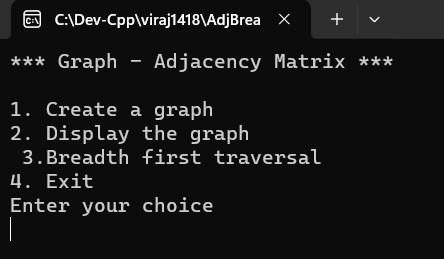 C:\Dev-Cpp\viraj1418\AdjBrea
*** Graph - Adjacency Matrix ***
1. Create a graph
2. Display the graph
 3.Breadth first traversal
4. Exit
Enter your choice